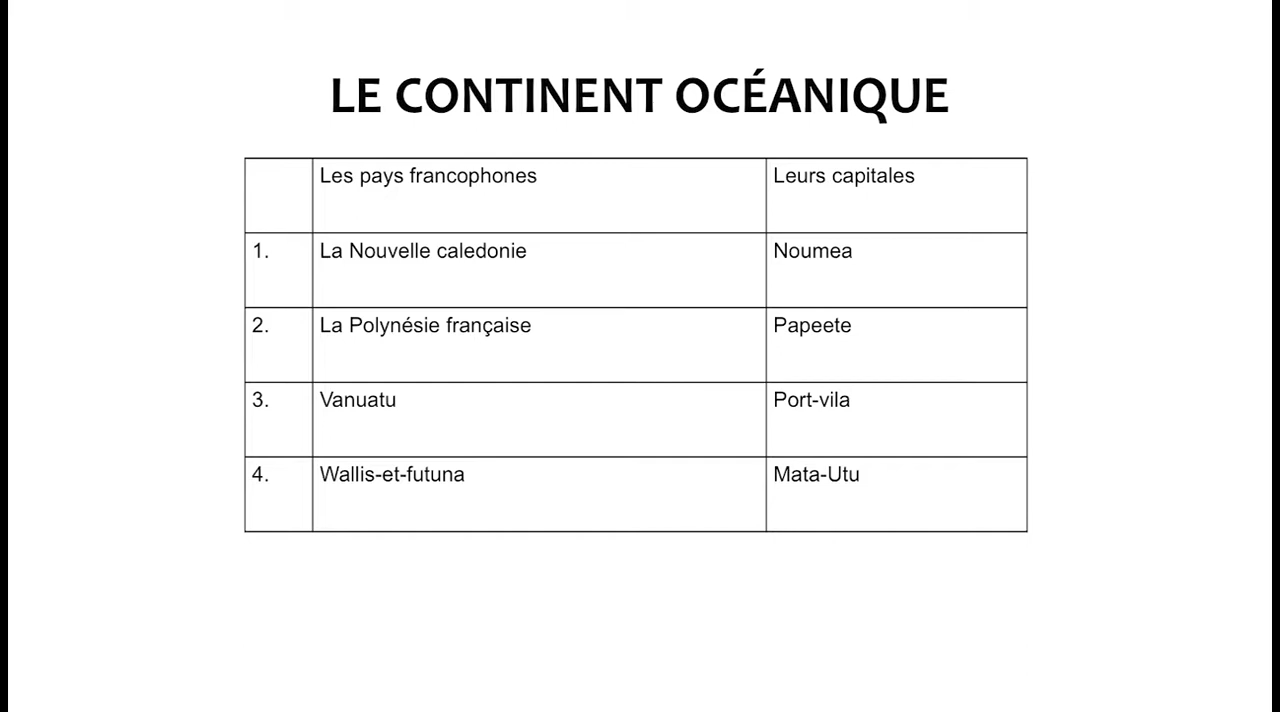 LE CONTINENT OCÉANIQUE
Les pays francophones Leurs capitales
1. La Nouvelle caledonie Noumea
2. La Polynésie française Papeete
3. Vanuatu Port-vila
4. Wallis-et-futuna Mata-Utu